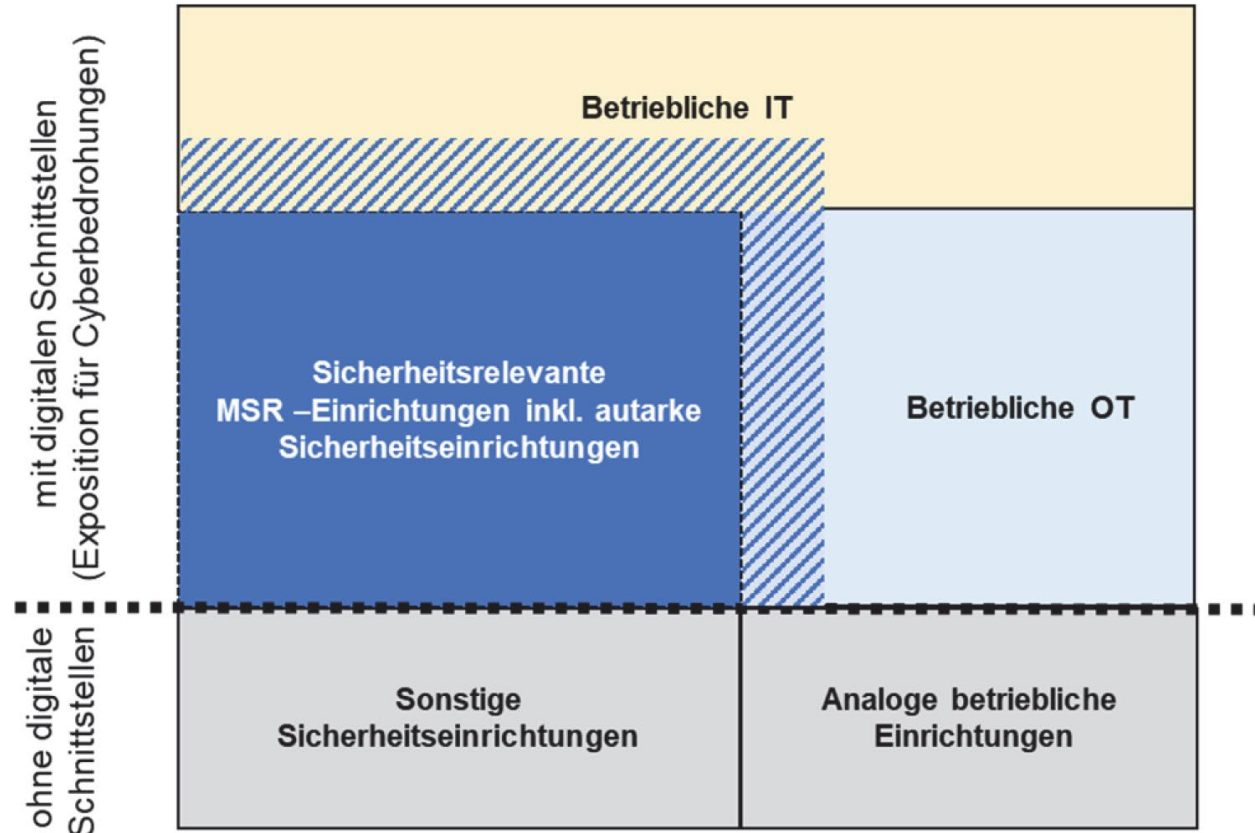 mit digitalen Schnittstellen
(Exposition für Cyberbedrohungen)
Betriebliche IT
Sicherheitsrelevante
MSR –Einrichtungen inkl. autarke
Sicherheitseinrichtungen
Betriebliche OT
ohne digitale
Schnittstellen
Sonstige
Sicherheitseinrichtungen
Analoge betriebliche
Einrichtungen